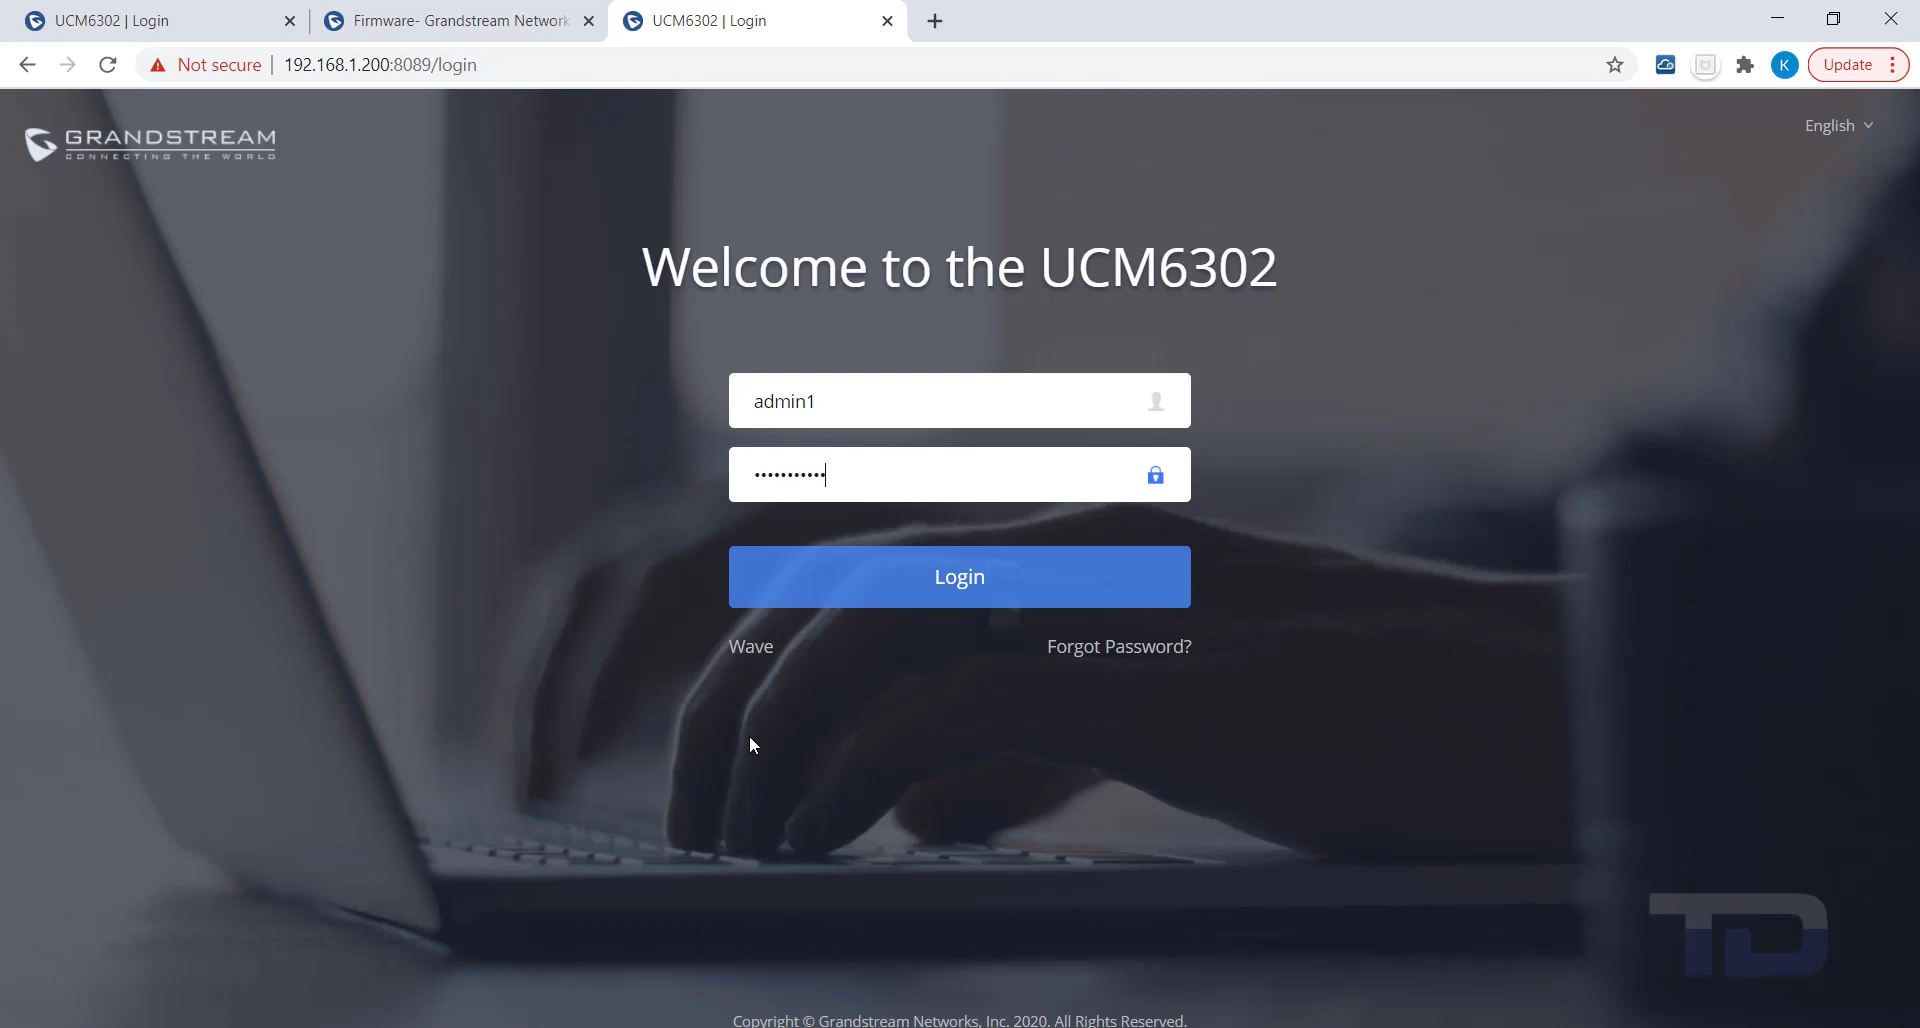 UCM6302 | Login
Firmware- Grandstream Network
UCM6302 | Login
Not secure
192.168.1.200:8089/login
K
Update
GRANDSTREAM
CONNECTING THE WORLD
English
Welcome to the UCM6302
admin1
•••••••••••
Login
Wave
Forgot Password?
TD
Copyright © Grandstream Networks, Inc. 2020. All Rights Reserved.